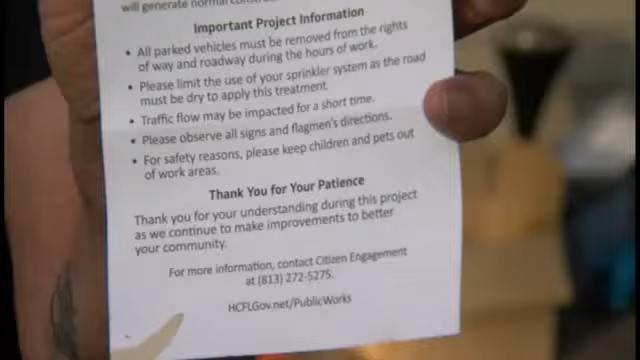 will generate normal
Important Project Information
• All parked vehicles must be removed from the rights
of way and roadway during the hours of work.
• Please limit the use of your sprinkler system as the road
must be dry to apply this treatment.
• Traffic flow may be impacted for a short time.
• Please observe all signs and flagmen's directions.
• For safety reasons, please keep children and pets out
of work areas.
Thank You for Your Patience
Thank you for your understanding during this project
as we continue to make improvements to better
your community.
For more information, contact Citizen Engagement
at (813) 272-5275.
HCFLGov.net/PublicWorks